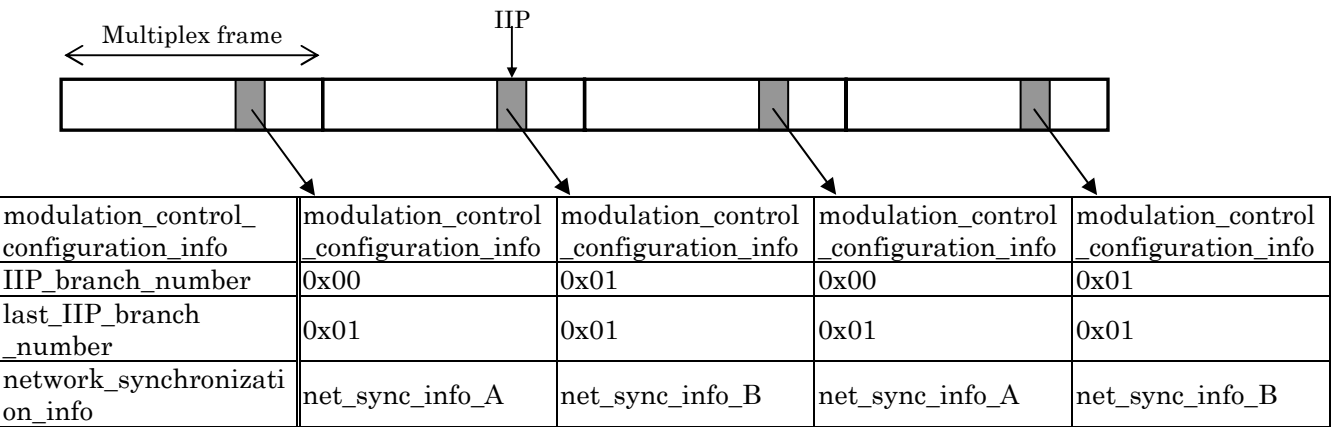 IIP
Multiplex frame
modulation_control_ modulation_control modulation_control modulation_control modulation_control
configuration_info _configuration_info _configuration_info _configuration_info _configuration_info
IIP_branch_number 0x00 0x01 0x00 0x01
last_IIP_branch
_number 0x01 0x01 0x01 0x01
network_synchronizati
on_info net_sync_info_A net_sync_info_B net_sync_info_A net_sync_info_B